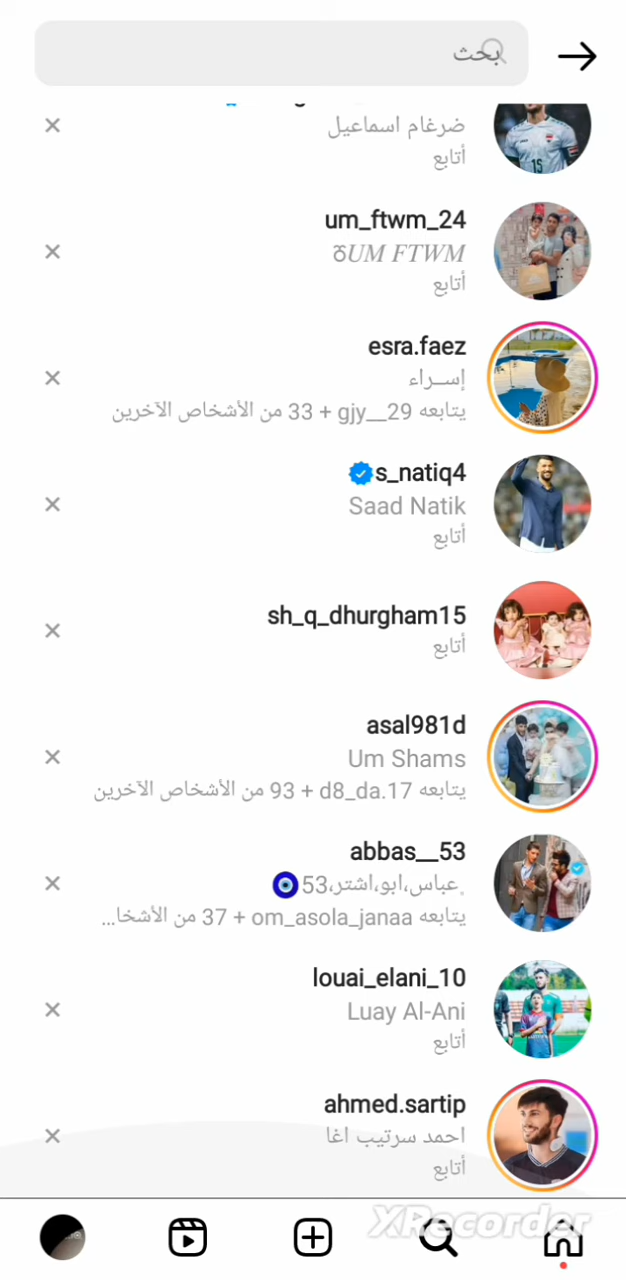 بحث
ضرغام اسماعيل
أتابع
um_ftwm_24
ŏUM FTWM
أتابع
esra.faez
إســراء
يتابعه gjy__29 + 33 من الأشخاص الآخرين
s_natiq4
Saad Natik
أتابع
sh_q_dhurgham15
أتابع
asal981d
Um Shams
يتابعه d8_da.17 + 93 من الأشخاص الآخرين
abbas__53
ِعباس،ابو،اشتر،53🧿
يتابعه om_asola_janaa + 37 من الأشخا...
louai_elani_10
Luay Al-Ani
أتابع
ahmed.sartip
احمد سرتيب اغا
أتابع
XRecorder